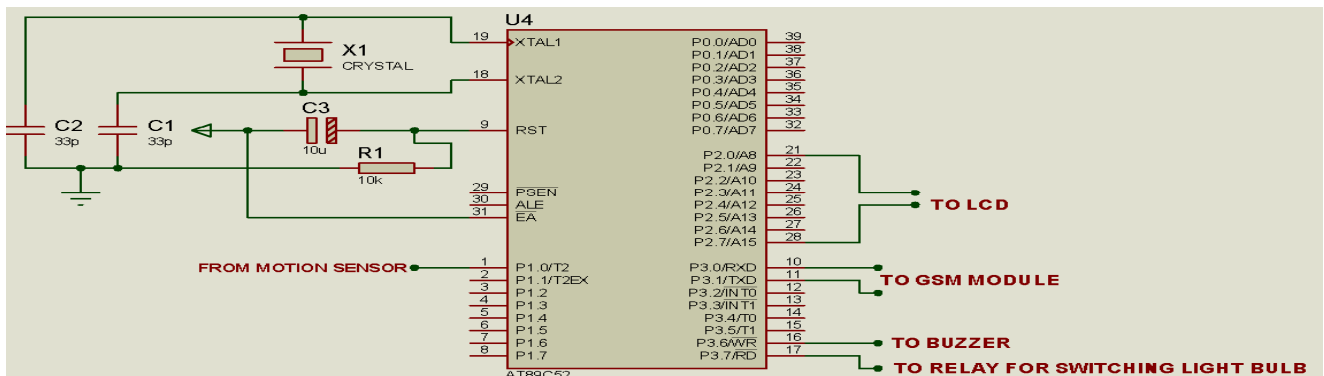 U4
19 XTAL1
X1
CRYSTAL
18 XTAL2
C2
33p
C1
33p
C3
10u
9 RST
R1
10k
29 PSEN
30 ALE
31 EA
FROM MOTION SENSOR
1 P1.0/T2
2 P1.1/T2EX
3 P1.2
4 P1.3
5 P1.4
6 P1.5
7 P1.6
8 P1.7
P0.0/AD0 39
P0.1/AD1 38
P0.2/AD2 37
P0.3/AD3 36
P0.4/AD4 35
P0.5/AD5 34
P0.6/AD6 33
P0.7/AD7 32
P2.0/A8 21
P2.1/A9 22
P2.2/A10 23
P2.3/A11 24
P2.4/A12 25
P2.5/A13 26
P2.6/A14 27
P2.7/A15 28
TO LCD
P3.0/RXD 10
P3.1/TXD 11
P3.2/INT0 12
P3.3/INT1 13
P3.4/T0 14
P3.5/T1 15
P3.6/WR 16
P3.7/RD 17
TO GSM MODULE
TO BUZZER
TO RELAY FOR SWITCHING LIGHT BULB
AT89C52